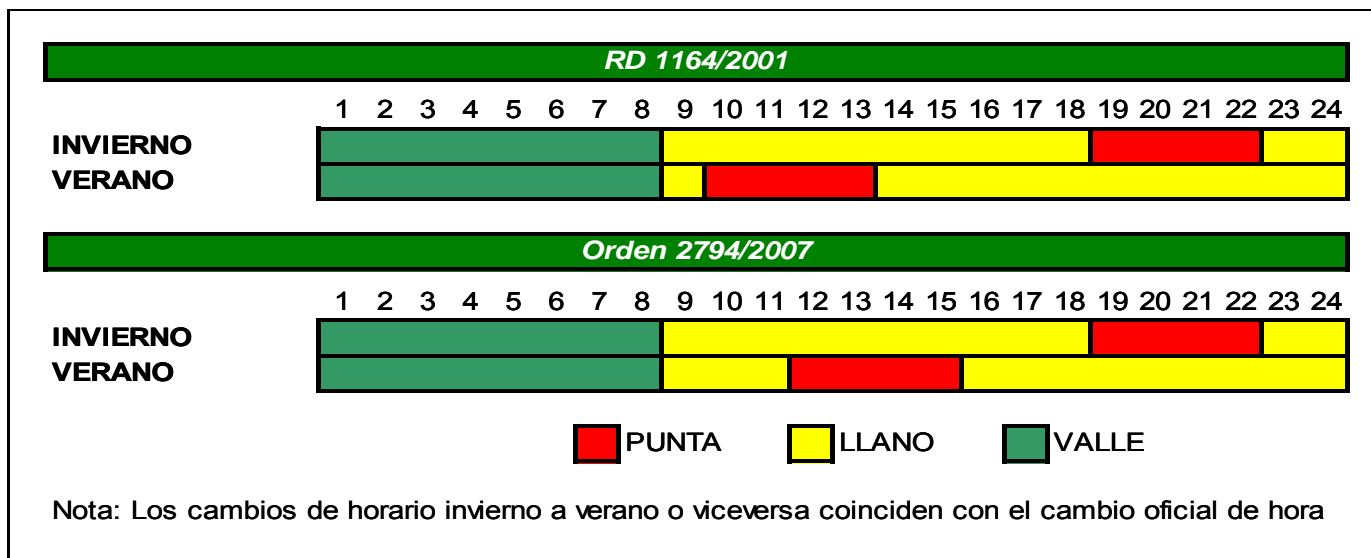 RD 1164/2001
1 2 3 4 5 6 7 8 9 10 11 12 13 14 15 16 17 18 19 20 21 22 23 24
INVIERNO
VERANO
Orden 2794/2007
1 2 3 4 5 6 7 8 9 10 11 12 13 14 15 16 17 18 19 20 21 22 23 24
INVIERNO
VERANO
PUNTA LLANO VALLE
Nota: Los cambios de horario invierno a verano o viceversa coinciden con el cambio oficial de hora